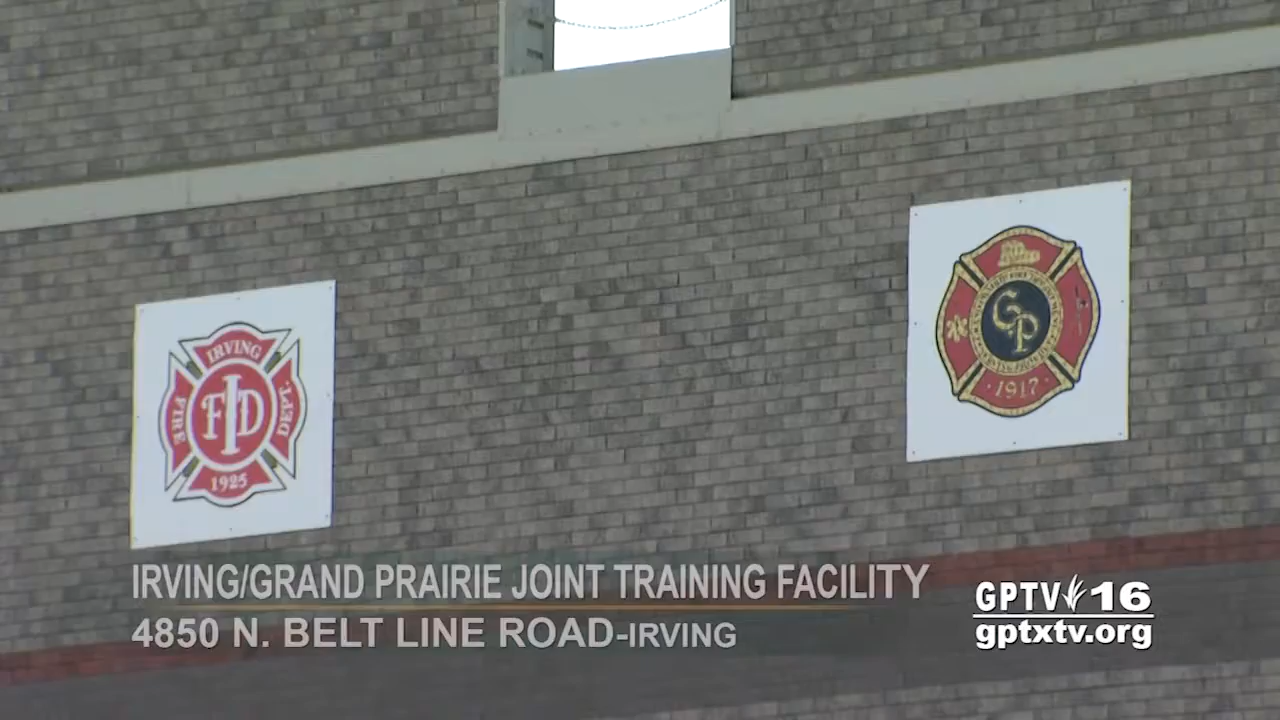 IRVING
FIRE
FID
DEPT.
1925
GP
1917
IRVING/GRAND PRAIRIE JOINT TRAINING FACILITY
4850 N. BELT LINE ROAD-IRVING
GPTV 16
gptxtv.org